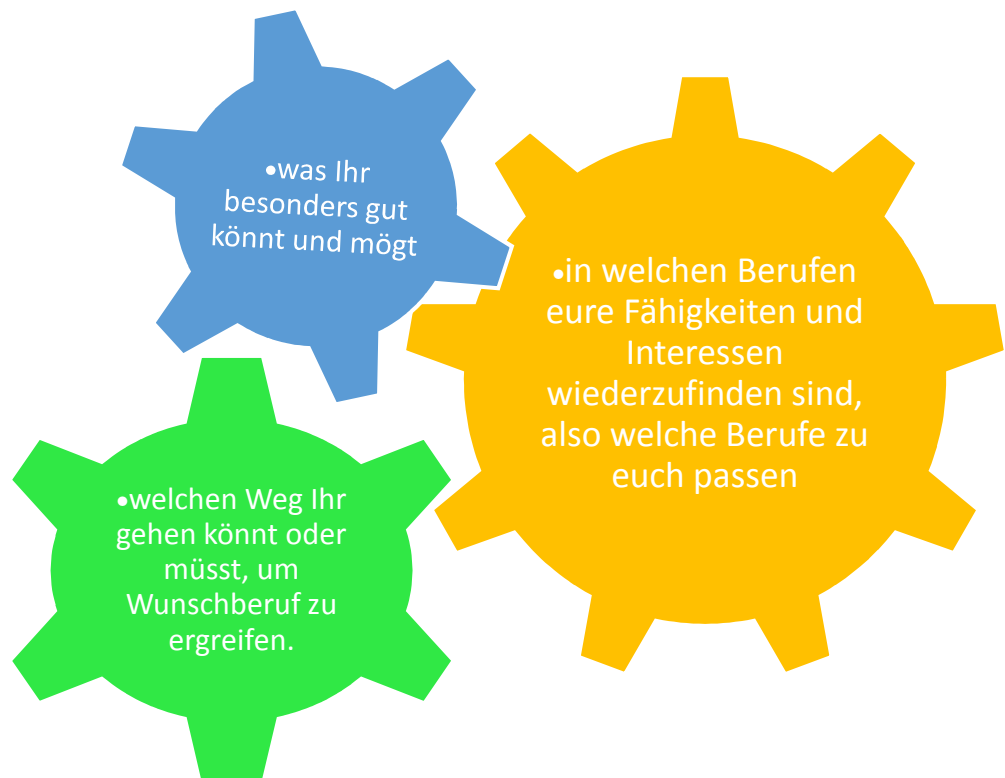 •was Ihr
besonders gut
könnt und mögt
•in welchen Berufen
eure Fähigkeiten und
Interessen
wiederzufinden sind,
also welche Berufe zu
euch passen
•welchen Weg Ihr
gehen könnt oder
müsst, um
Wunschberuf zu
ergreifen.